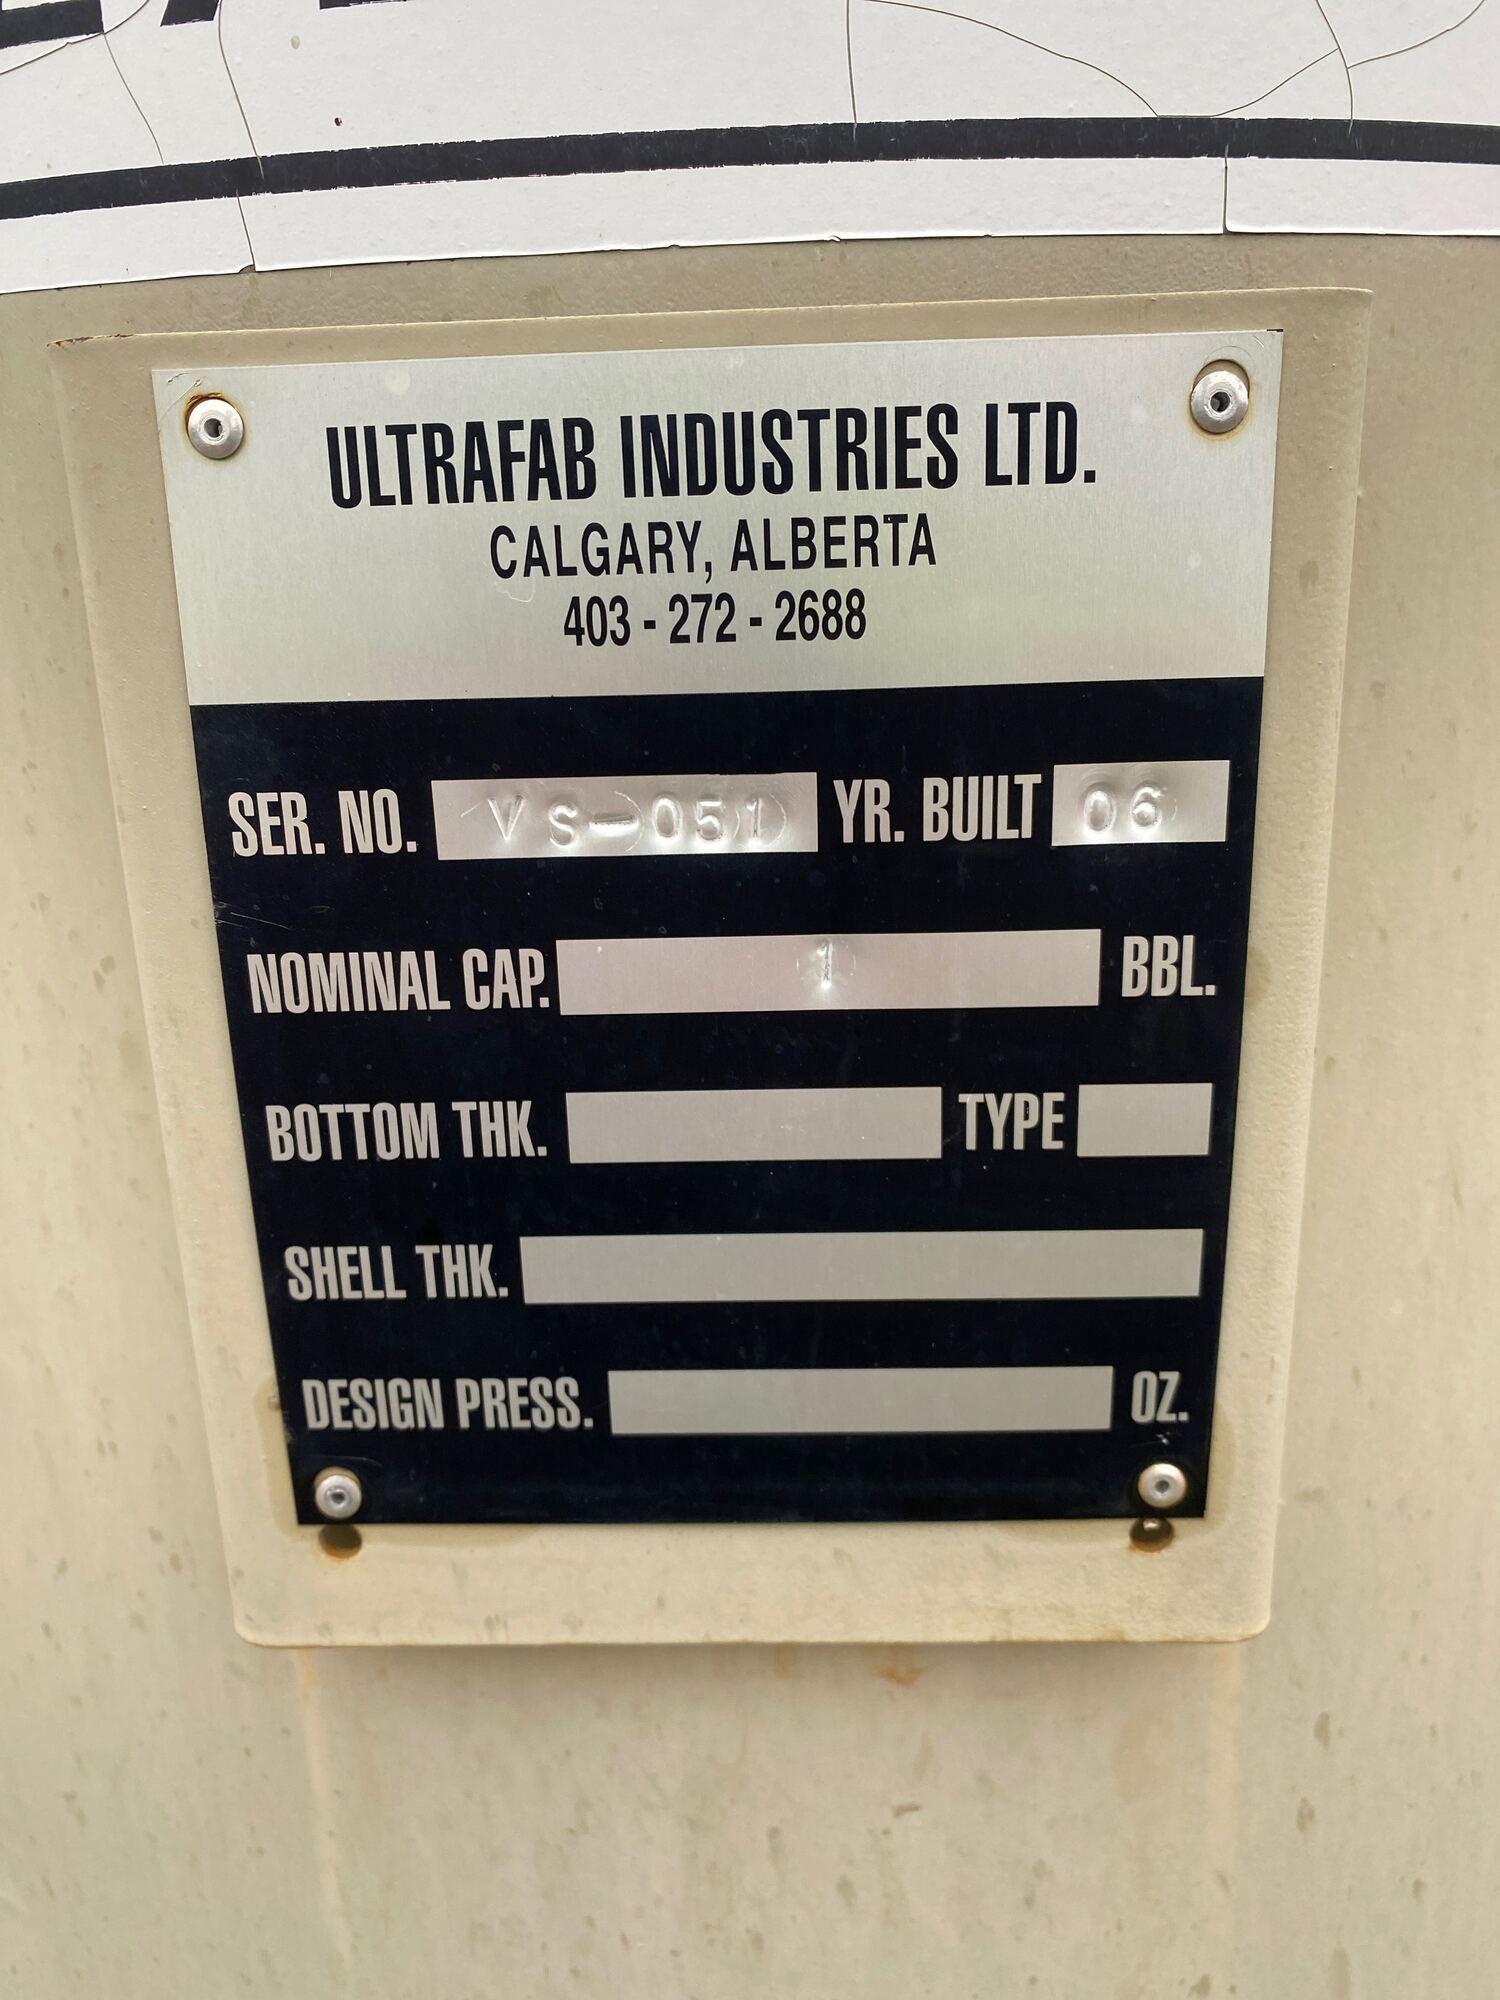 ULTRAFAB INDUSTRIES LTD.
CALGARY, ALBERTA
403 - 272 - 2688
SER. NO. VS-051 YR. BUILT 06
NOMINAL CAP. 1 BBL.
BOTTOM THK. TYPE
SHELL THK.
DESIGN PRESS. OZ.